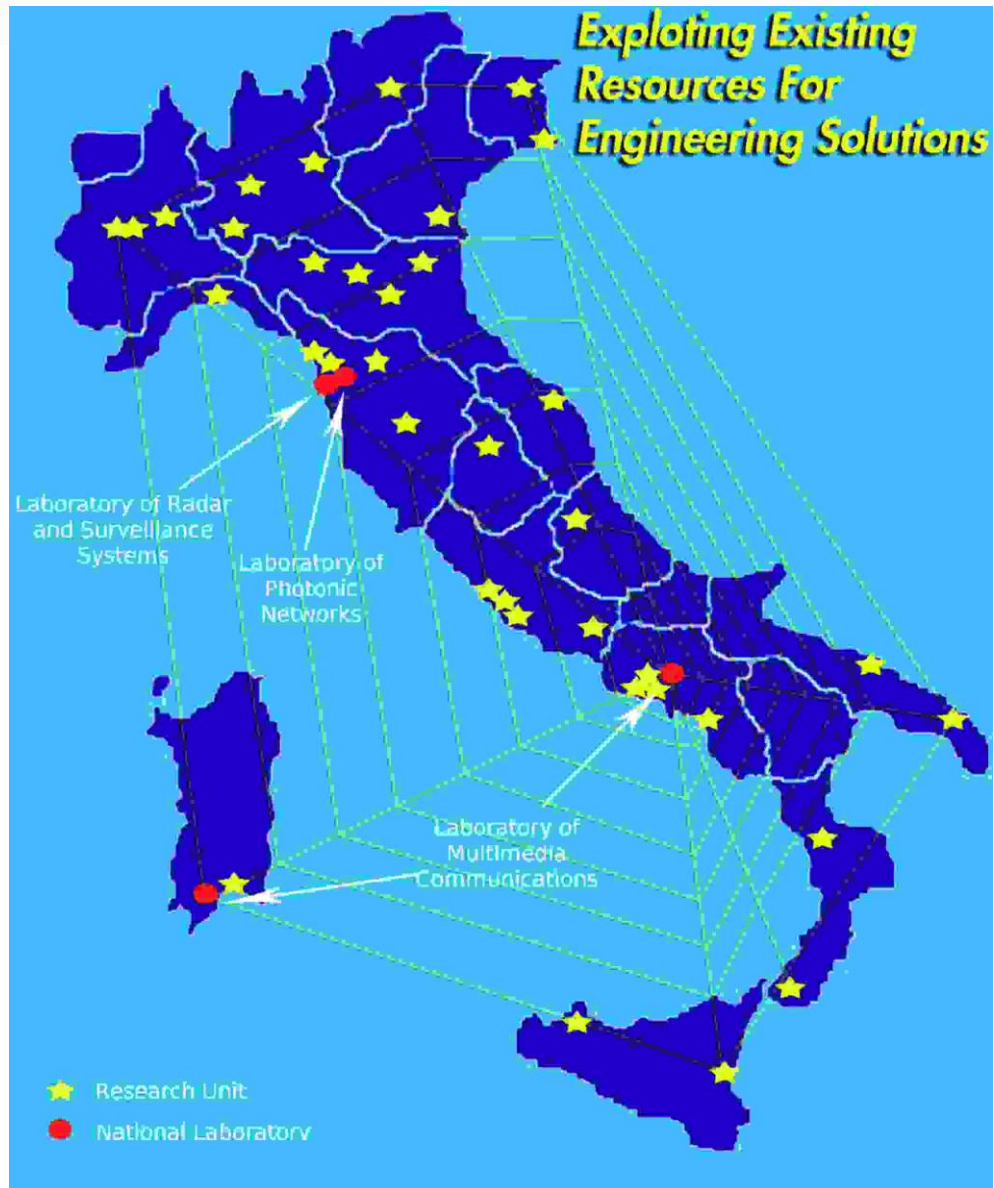 Exploting Existing
Resources For
Engineering Solutions
Laboratory of Radar
and Surveillance
Systems
Laboratory of
Photonic
Networks
Laboratory of
Multimedia
Communications
Research Unit
National Laboratory